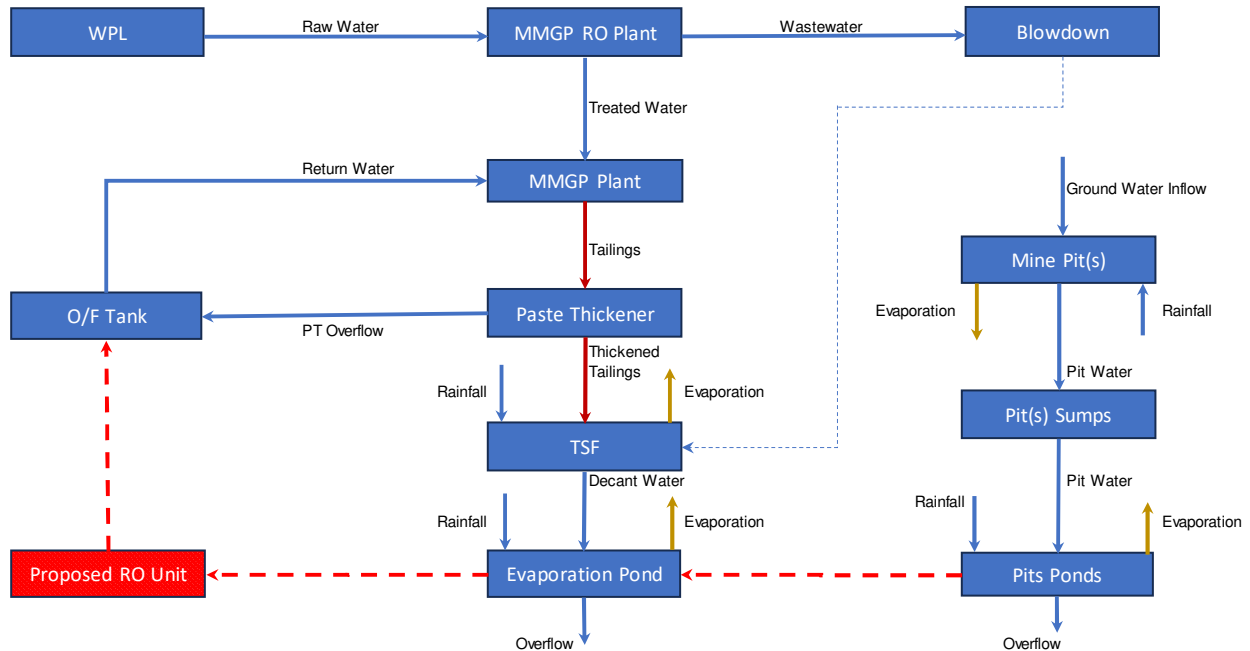 WPL
Raw Water
MMGP RO Plant
Wastewater
Blowdown
Treated Water
Return Water
MMGP Plant
Ground Water Inflow
Tailings
Mine Pit(s)
O/F Tank
PT Overflow
Paste Thickener
Evaporation
Rainfall
Thickened
Tailings
Pit Water
Rainfall
Evaporation
Pit(s) Sumps
TSF
Decant Water
Pit Water
Rainfall
Evaporation
Rainfall
Evaporation
Proposed RO Unit
Evaporation Pond
Pits Ponds
Overflow
Overflow